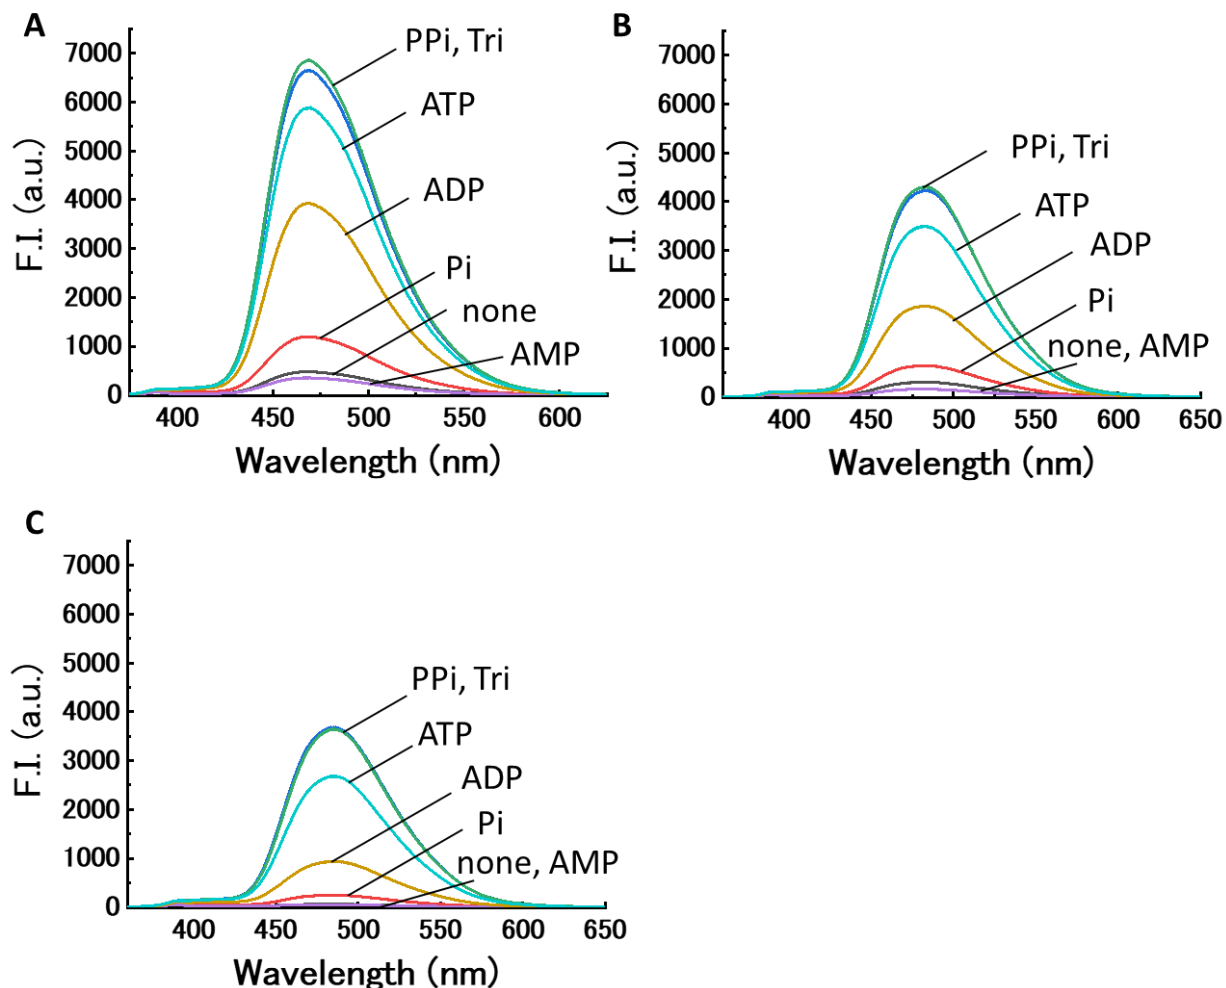 A
7000
6000
5000
4000
3000
2000
1000
0
F.I. (a.u.)
400 450 500 550 600
Wavelength (nm)
PPi, Tri
ATP
ADP
Pi
none
AMP
B
7000
6000
5000
4000
3000
2000
1000
0
F.I. (a.u.)
400 450 500 550 600 650
Wavelength (nm)
PPi, Tri
ATP
ADP
Pi
none, AMP
C
7000
6000
5000
4000
3000
2000
1000
0
F.I. (a.u.)
400 450 500 550 600 650
Wavelength (nm)
PPi, Tri
ATP
ADP
Pi
none, AMP